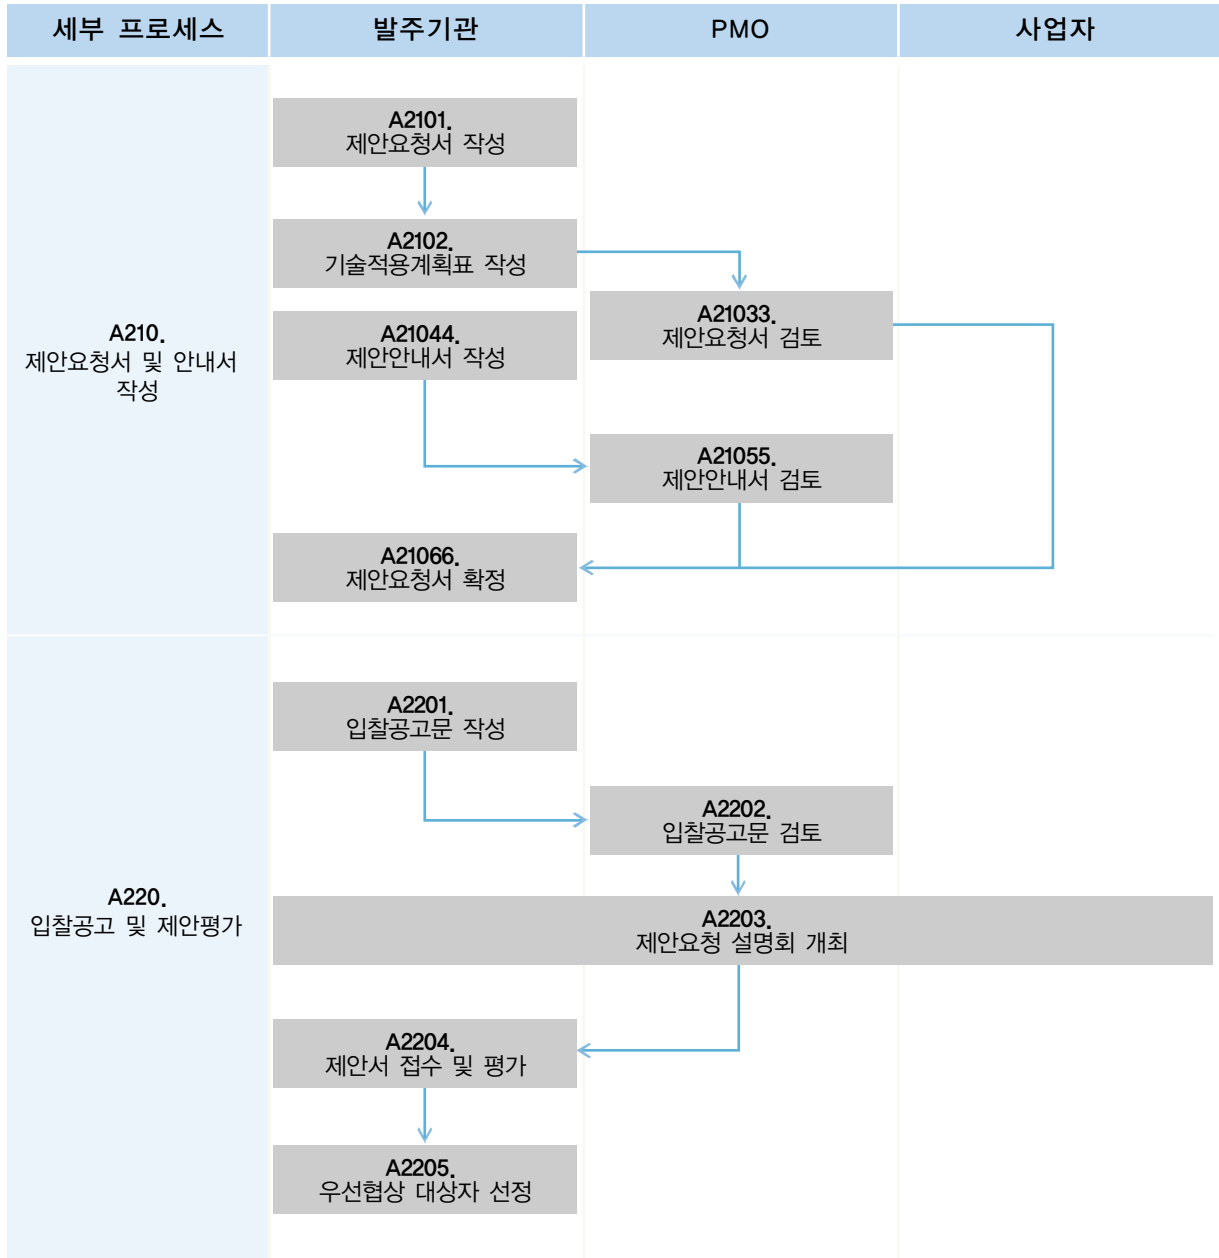 세부 프로세스
발주기관
PMO
사업자
A210.
제안요청서 및 안내서
작성
A2101.
제안요청서 작성
A2102.
기술적용계획표 작성
A21033.
제안요청서 검토
A21044.
제안안내서 작성
A21055.
제안안내서 검토
A21066.
제안요청서 확정
A220.
입찰공고 및 제안평가
A2201.
입찰공고문 작성
A2202.
입찰공고문 검토
A2203.
제안요청 설명회 개최
A2204.
제안서 접수 및 평가
A2205.
우선협상 대상자 선정